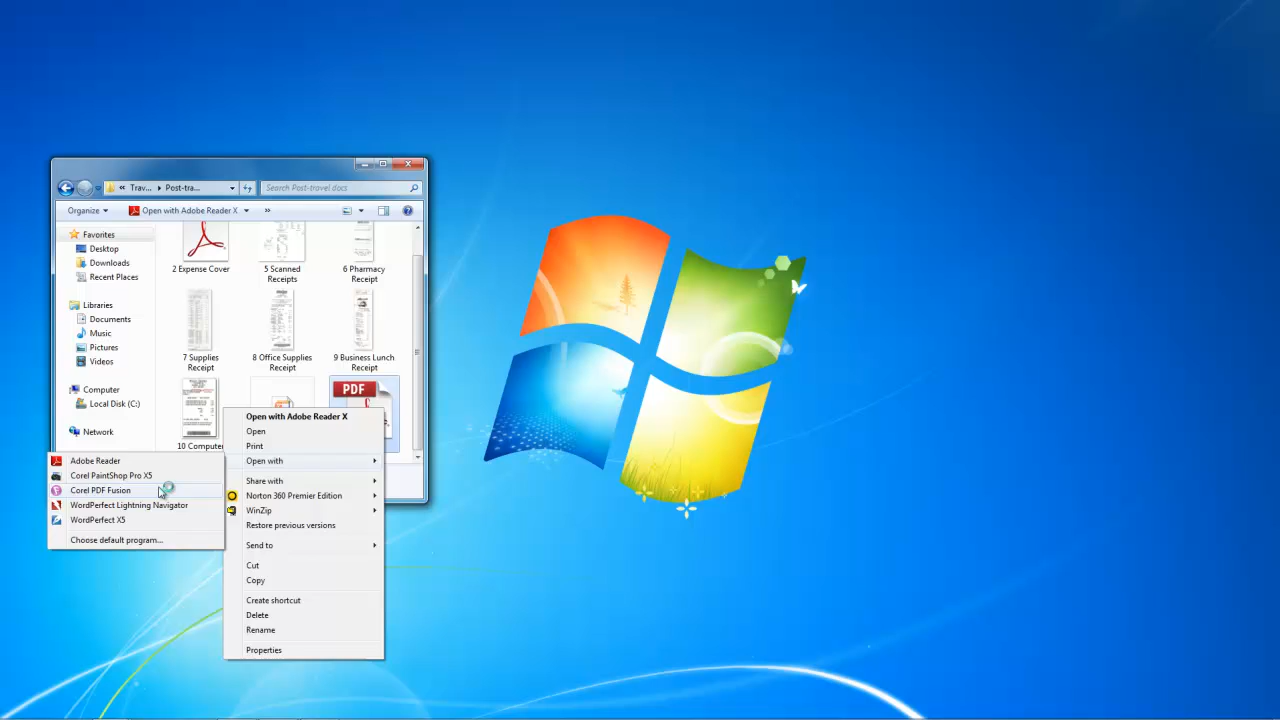 « Trav... ▸ Post-tra...
Search Post-travel docs
Organize
Open with Adobe Reader X
»
Favorites
Desktop
Downloads
Recent Places
Libraries
Documents
Music
Pictures
Videos
Computer
Local Disk (C:)
Network
2 Expense Cover
5 Scanned
Receipts
6 Pharmacy
Receipt
7 Supplies
Receipt
8 Office Supplies
Receipt
9 Business Lunch
Receipt
10 Compute
PDF
Open with Adobe Reader X
Open
Print
Open with
Share with
Norton 360 Premier Edition
WinZip
Restore previous versions
Send to
Cut
Copy
Create shortcut
Delete
Rename
Properties
Adobe Reader
Corel PaintShop Pro X5
Corel PDF Fusion
WordPerfect Lightning Navigator
WordPerfect X5
Choose default program...